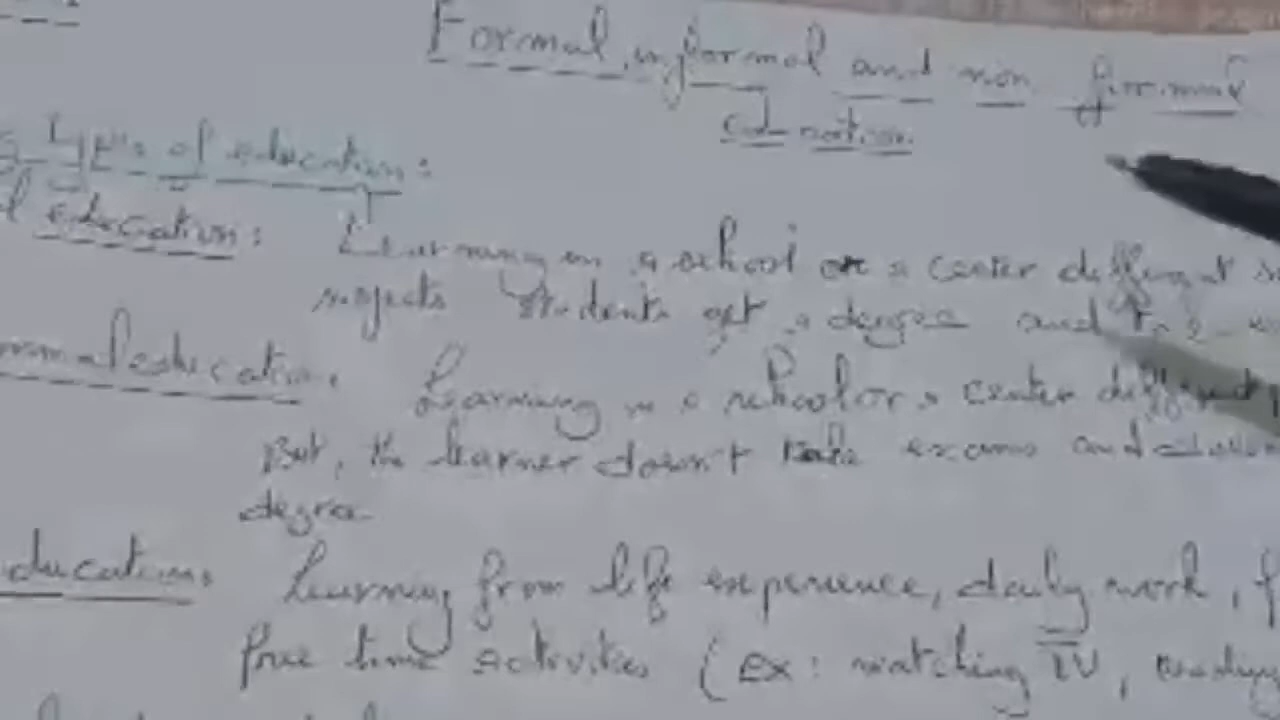 Formal, informal and non formal
education
types of education:
education: Learning in a school or a center different
subjects students get a degree and
education: Learning in a school or a center different
But, the learner doesn't take exams and
degree
ducation: Learning from life experience, daily work, f
free time activities (Ex: watching TV, reading